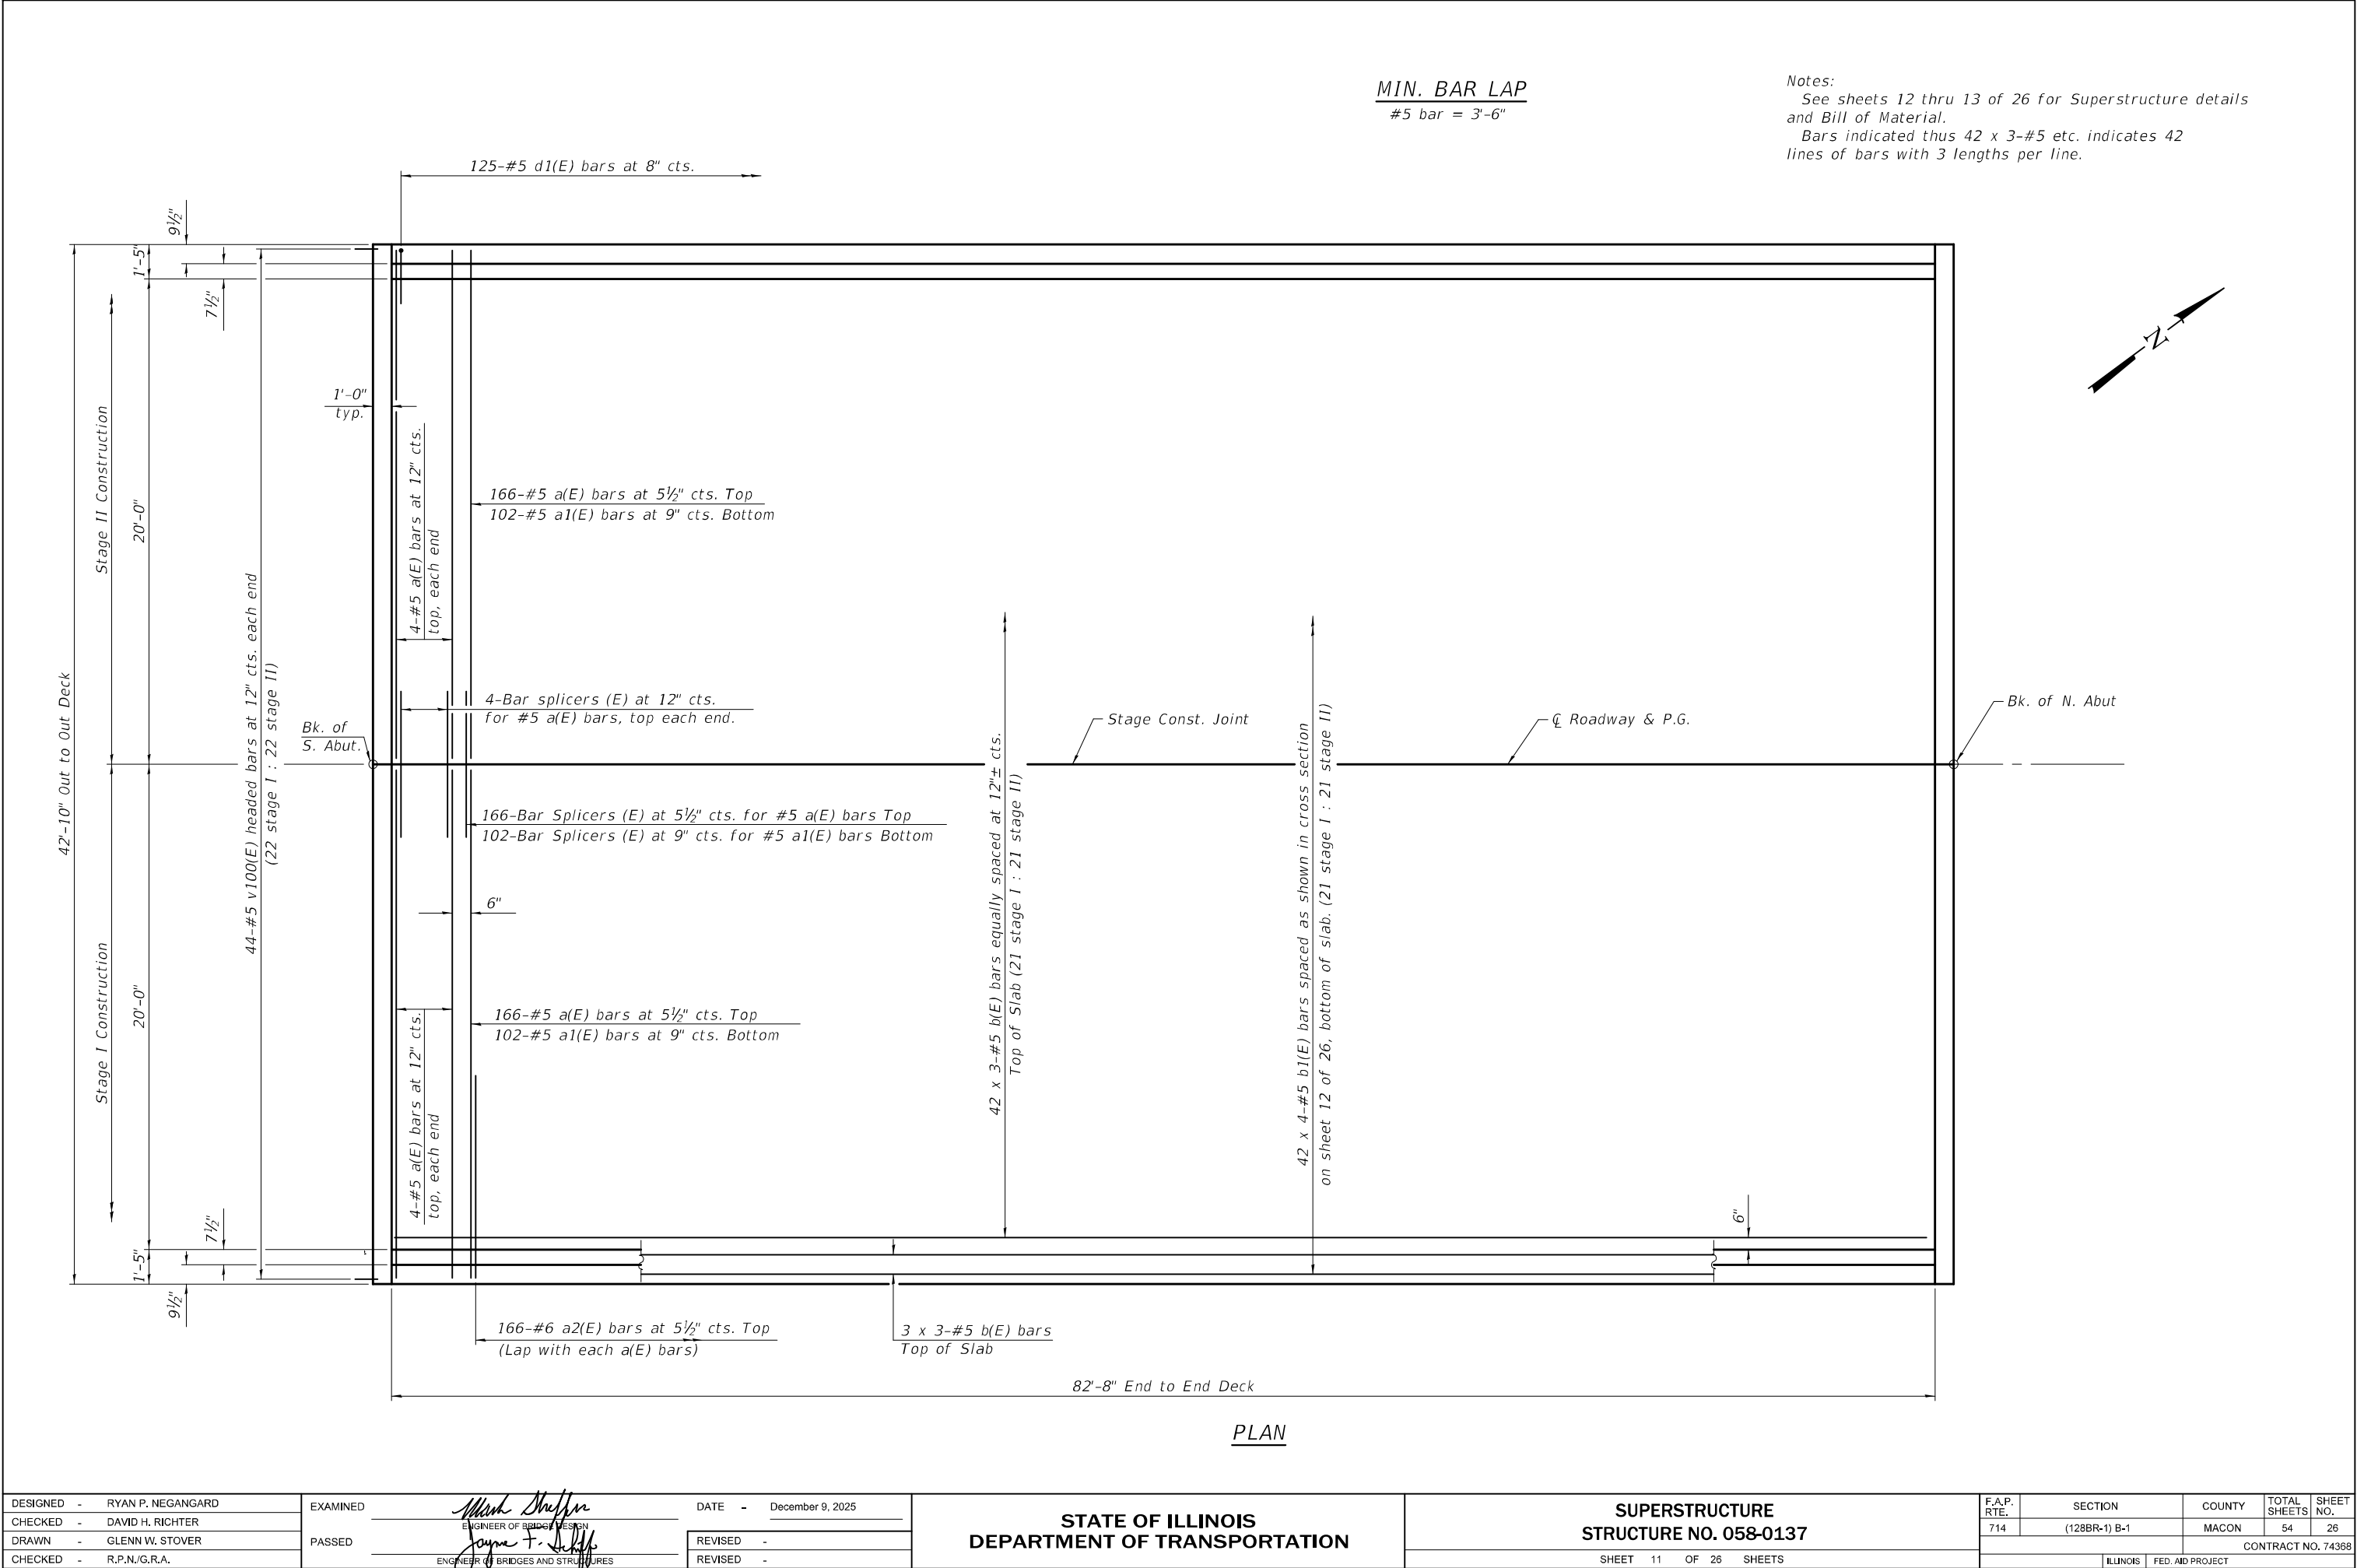 MIN. BAR LAP
#5 bar = 3'-6"
Notes:
See sheets 12 thru 13 of 26 for Superstructure details
and Bill of Material.
Bars indicated thus 42 x 3-#5 etc. indicates 42
lines of bars with 3 lengths per line.
125-#5 d1(E) bars at 8" cts.
9½"
1'-5"
7½"
1'-0"
typ.
Stage II Construction
20'-0"
4-#5 a(E) bars at 12" cts.
top, each end
166-#5 a(E) bars at 5½" cts. Top
102-#5 a1(E) bars at 9" cts. Bottom
N
42'-10" Out to Out Deck
44-#5 v100(E) headed bars at 12" cts. each end
(22 stage I : 22 stage II)
4-Bar splicers (E) at 12" cts.
for #5 a(E) bars, top each end.
Bk. of
S. Abut.
Stage Const. Joint
℄ Roadway & P.G.
Bk. of N. Abut
166-Bar Splicers (E) at 5½" cts. for #5 a(E) bars Top
102-Bar Splicers (E) at 9" cts. for #5 a1(E) bars Bottom
42 x 3-#5 b(E) bars equally spaced at 12"± cts.
Top of Slab (21 stage I : 21 stage II)
42 x 4-#5 b1(E) bars spaced as shown in cross section
on sheet 12 of 26, bottom of slab. (21 stage I : 21 stage II)
6"
Stage I Construction
20'-0"
4-#5 a(E) bars at 12" cts.
top, each end
166-#5 a(E) bars at 5½" cts. Top
102-#5 a1(E) bars at 9" cts. Bottom
6"
7½"
1'-5"
9½"
166-#6 a2(E) bars at 5½" cts. Top
(Lap with each a(E) bars)
3 x 3-#5 b(E) bars
Top of Slab
82'-8" End to End Deck
PLAN
DESIGNED - RYAN P. NEGANGARD
CHECKED - DAVID H. RICHTER
DRAWN - GLENN W. STOVER
CHECKED - R.P.N./G.R.A.
EXAMINED
ENGINEER OF BRIDGE DESIGN
PASSED
Jayme F. Schiff
ENGINEER OF BRIDGES AND STRUCTURES
DATE - December 9, 2025
REVISED -
REVISED -
STATE OF ILLINOIS
DEPARTMENT OF TRANSPORTATION
SUPERSTRUCTURE
STRUCTURE NO. 058-0137
SHEET 11 OF 26 SHEETS
F.A.P. RTE.
SECTION
COUNTY
TOTAL SHEETS
SHEET NO.
714
(128BR-1) B-1
MACON
54
26
CONTRACT NO. 74368
ILLINOIS
FED. AID PROJECT